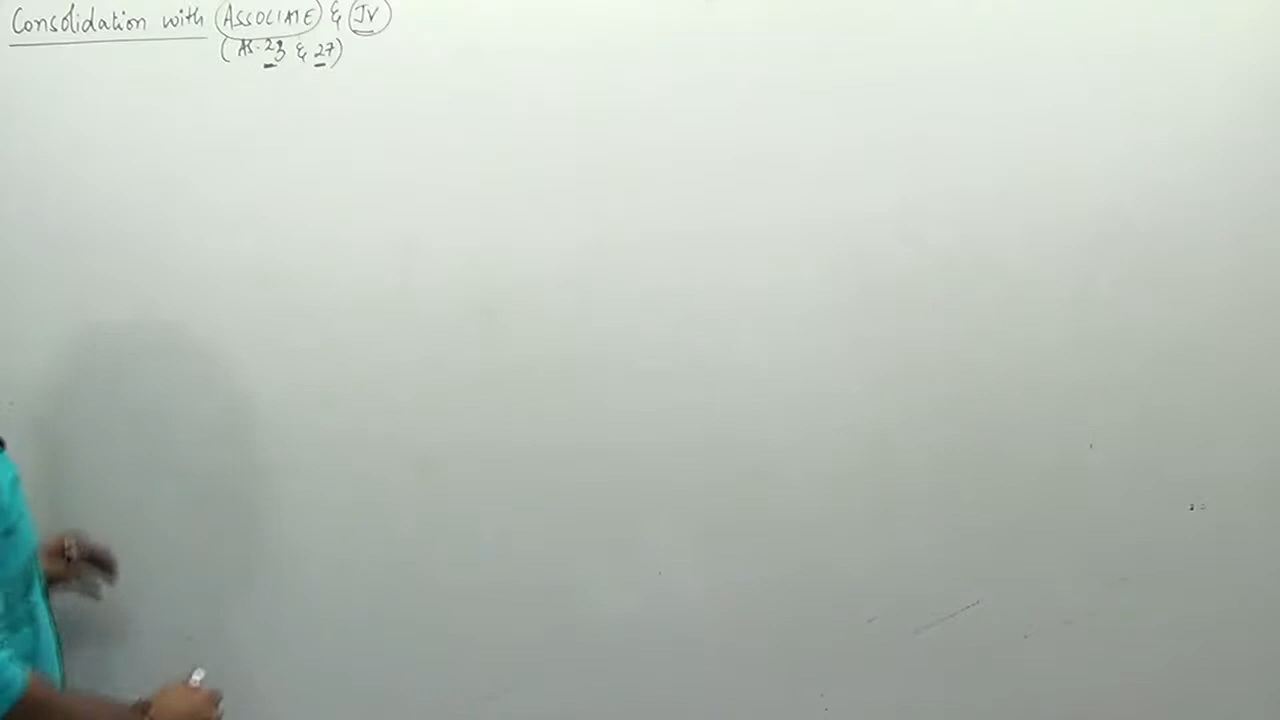 Consolidation with (ASSOCIATE) & (JV)
(AS-23 & 27)